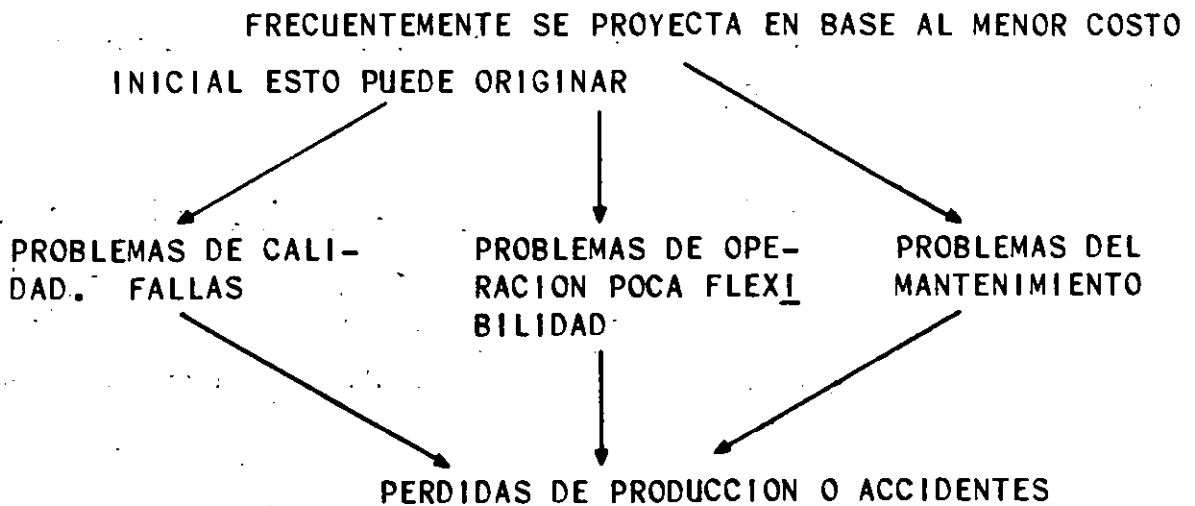 FRECUENTEMENTE SE PROYECTA EN BASE AL MENOR COSTO
INICIAL ESTO PUEDE ORIGINAR
PROBLEMAS DE CALI-
DAD. FALLAS
PROBLEMAS DE OPE-
RACION POCA FLEXI
BILIDAD
PROBLEMAS DEL
MANTENIMIENTO
PERDIDAS DE PRODUCCION O ACCIDENTES